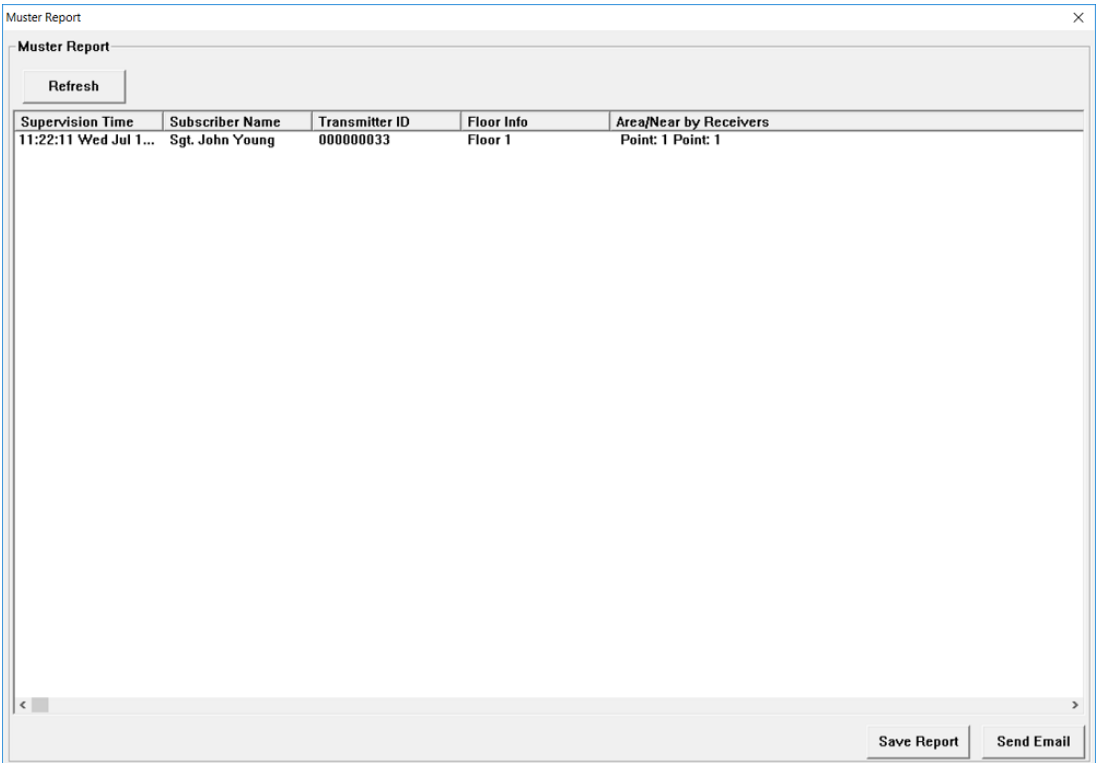 Muster Report
Muster Report
Refresh
Supervision Time Subscriber Name Transmitter ID Floor Info Area/Near by Receivers
11:22:11 Wed Jul 1... Sgt. John Young 000000033 Floor 1 Point: 1 Point: 1
Save Report Send Email